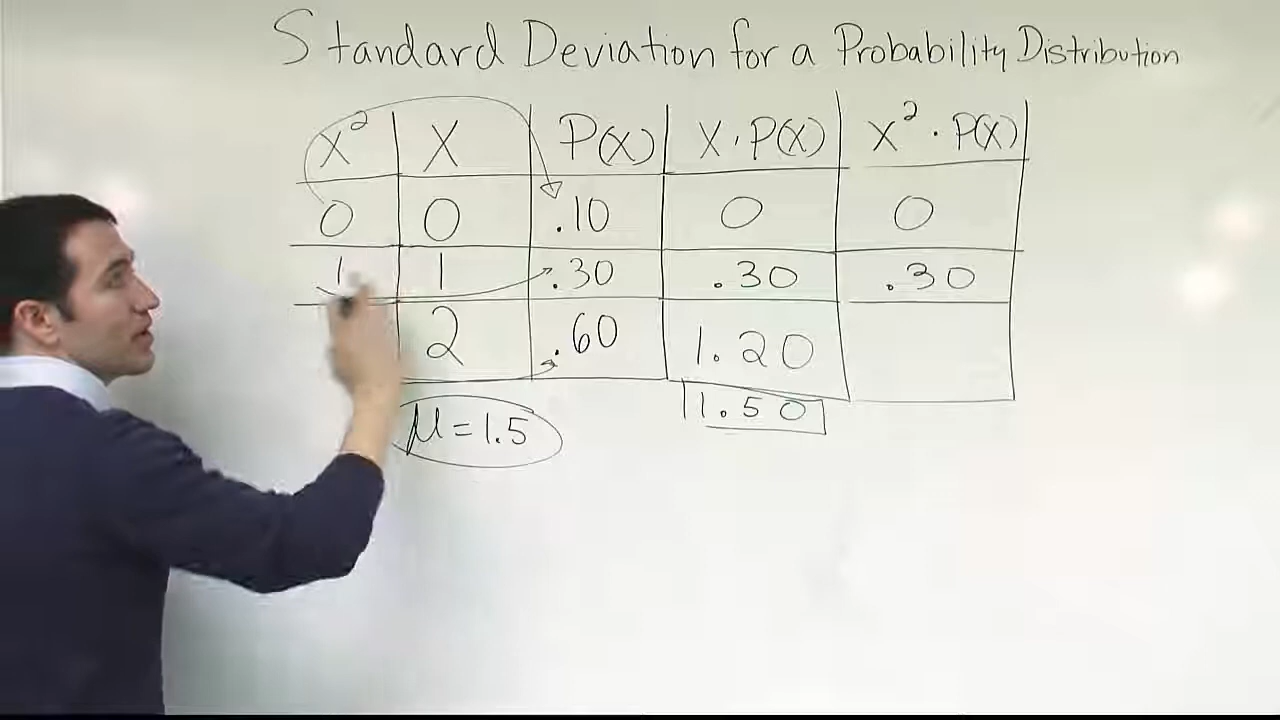 Standard Deviation for a Probability Distribution
X² X P(X) X · P(X) X² · P(X)
0 0 .10 0 0
1 1 .30 .30 .30
2 .60 1.20
μ = 1.5 1.50